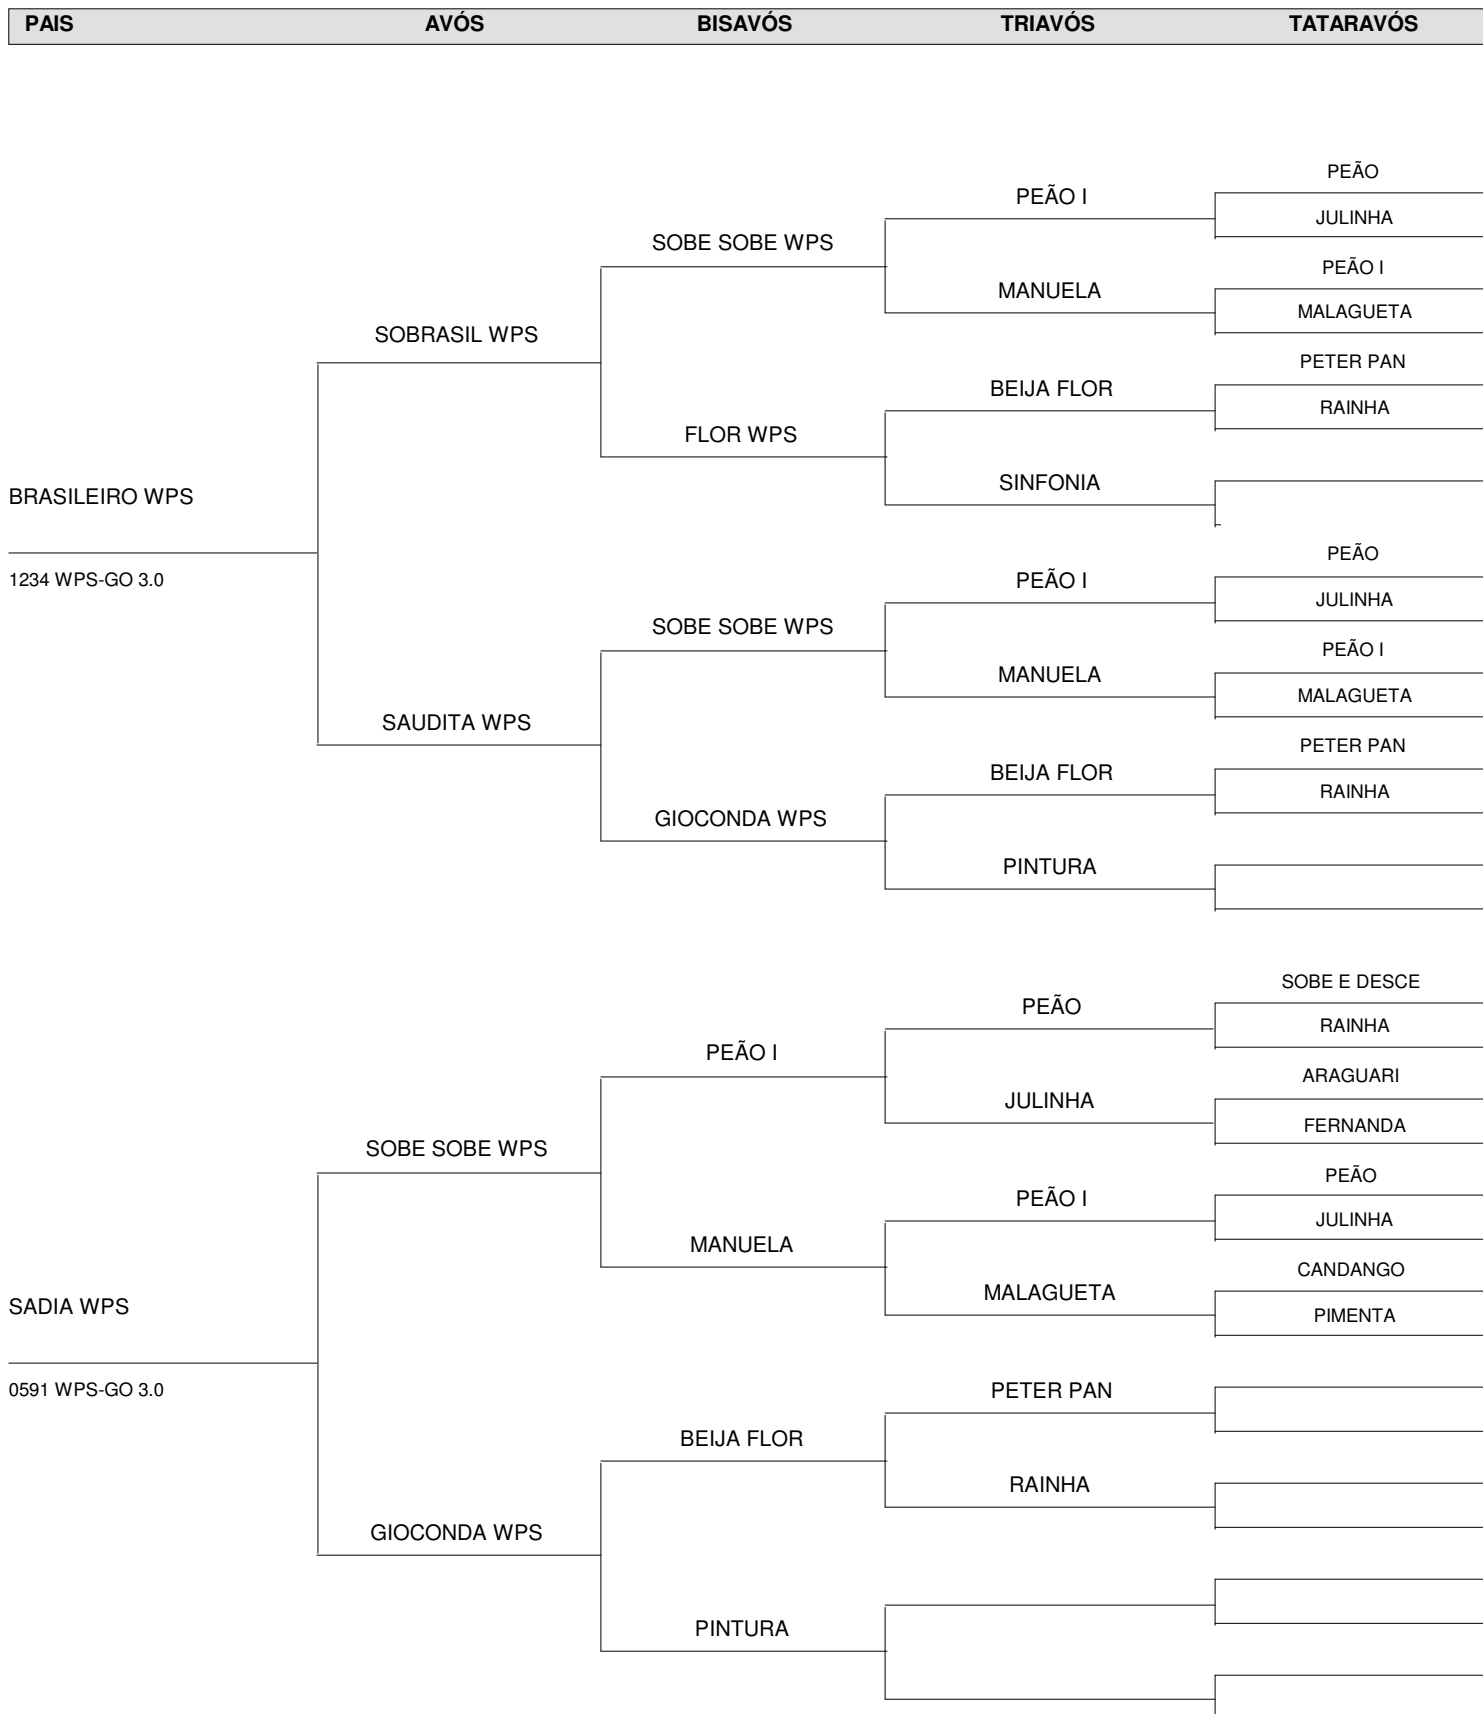 PAIS AVÓS BISAVÓS TRIAVÓS TATARAVÓS
PEÃO
PEÃO I
JULINHA
SOBE SOBE WPS
PEÃO I
MANUELA
MALAGUETA
SOBRASIL WPS
PETER PAN
BEIJA FLOR
RAINHA
FLOR WPS
SINFONIA
BRASILEIRO WPS
1234 WPS-GO 3.0
PEÃO
PEÃO I
JULINHA
SOBE SOBE WPS
PEÃO I
MANUELA
MALAGUETA
SAUDITA WPS
PETER PAN
BEIJA FLOR
RAINHA
GIOCONDA WPS
PINTURA
SOBE E DESCE
PEÃO
RAINHA
PEÃO I
ARAGUARI
JULINHA
FERNANDA
SOBE SOBE WPS
PEÃO
PEÃO I
JULINHA
MANUELA
CANDANGO
MALAGUETA
PIMENTA
SADIA WPS
0591 WPS-GO 3.0
PETER PAN
BEIJA FLOR
RAINHA
GIOCONDA WPS
PINTURA